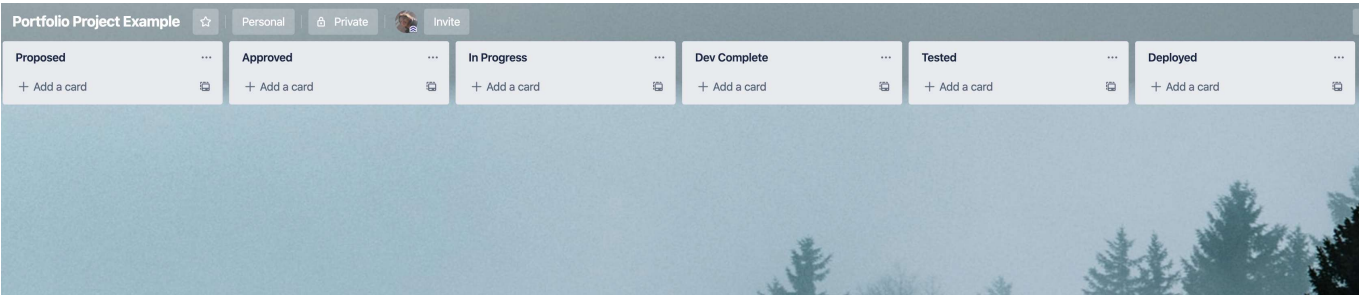 Portfolio Project Example Personal Private Invite
Proposed Approved In Progress Dev Complete Tested Deployed
+ Add a card + Add a card + Add a card + Add a card + Add a card + Add a card